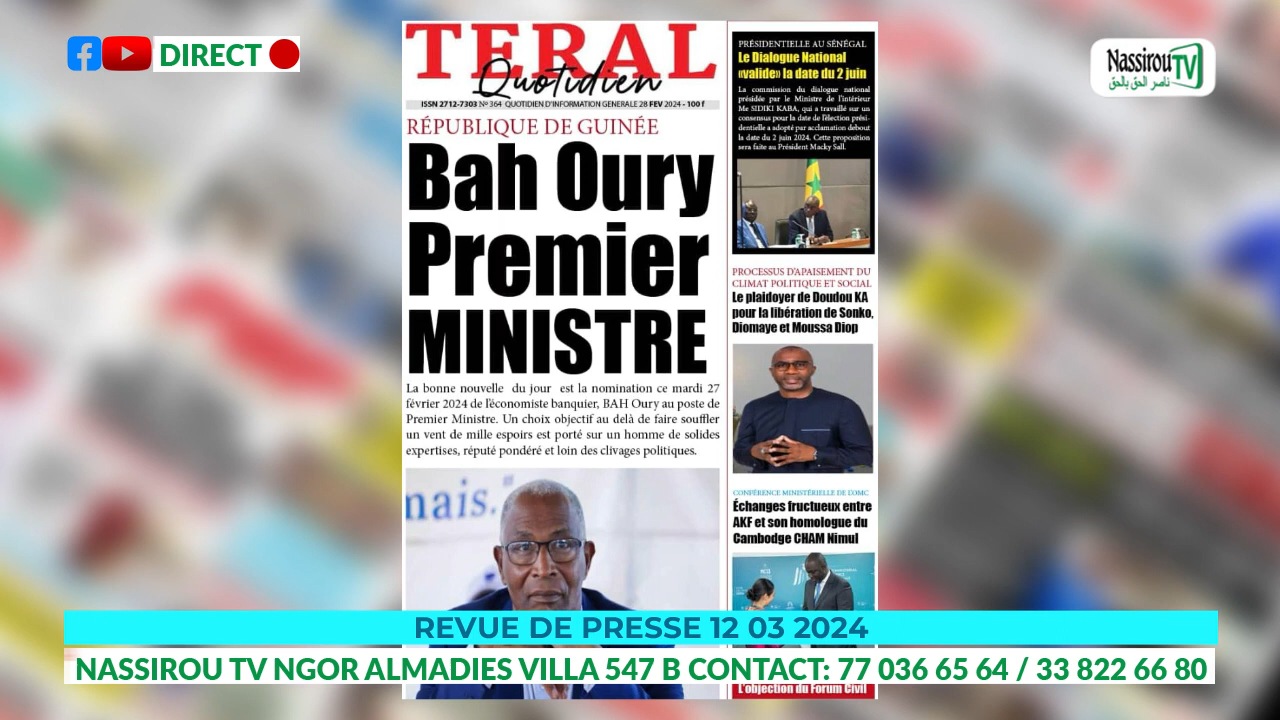 DIRECT
NassirouTV
ناصر الحق بالحق
TERAL
Quotidien
ISSN 2712-7303 Nº 364 QUOTIDIEN D'INFORMATION GENERALE 28 FEV 2024 - 100 f
RÉPUBLIQUE DE GUINÉE
Bah Oury
Premier
MINISTRE
La bonne nouvelle du jour est la nomination ce mardi 27
février 2024 de l'économiste banquier, BAH Oury au poste de
Premier Ministre. Un choix objectif au delà de faire souffler
un vent de mille espoirs est porté sur un homme de solides
expertises, réputé pondéré et loin des clivages politiques.
mais."
PRÉSIDENTIELLE AU SÉNÉGAL
Le Dialogue National
«valide» la date du 2 juin
La commission du dialogue national
présidée par le Ministre de l'intérieur
Me SIDIKI KABA, qui a travaillé sur un
consensus pour la date de l'élection prési-
dentielle a adopté par acclamation debout
la date du 2 juin 2024. Cette proposition
sera faite au Président Macky Sall.
PROCESSUS D'APAISEMENT DU
CLIMAT POLITIQUE ET SOCIAL
Le plaidoyer de Doudou KA
pour la libération de Sonko,
Diomaye et Moussa Diop
CONFÉRENCE MINISTÉRIELLE DE L'OMC
Échanges fructueux entre
AKF et son homologue du
Cambodge CHAM Nimul
REVUE DE PRESSE 12 03 2024
NASSIROU TV NGOR ALMADIES VILLA 547 B CONTACT: 77 036 65 64 / 33 822 66 80
L'objection du Forum Civil